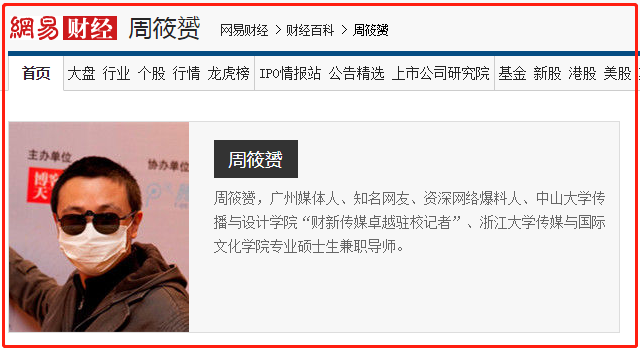 網易 财经 周筱赟 网易财经 > 财经百科 > 周筱赟
首页 大盘 行业 个股 行情 龙虎榜 IPO情报站 公告精选 上市公司研究院 基金 新股 港股 美股
主办单位
协办单位
博客
天下
周筱赟
周筱赟，广州媒体人、知名网友、资深网络爆料人、中山大学传
播与设计学院“财新传媒卓越驻校记者”、浙江大学传媒与国际
文化学院专业硕士生兼职导师。